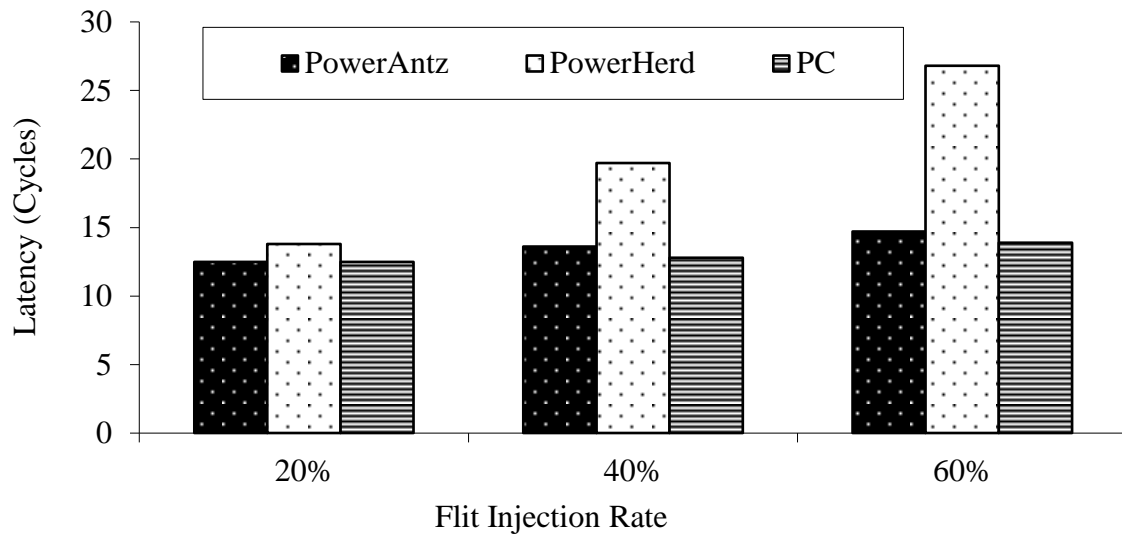 30
PowerAntz PowerHerd PC
25
20
15
10
5
0
Latency (Cycles)
20% 40% 60%
Flit Injection Rate